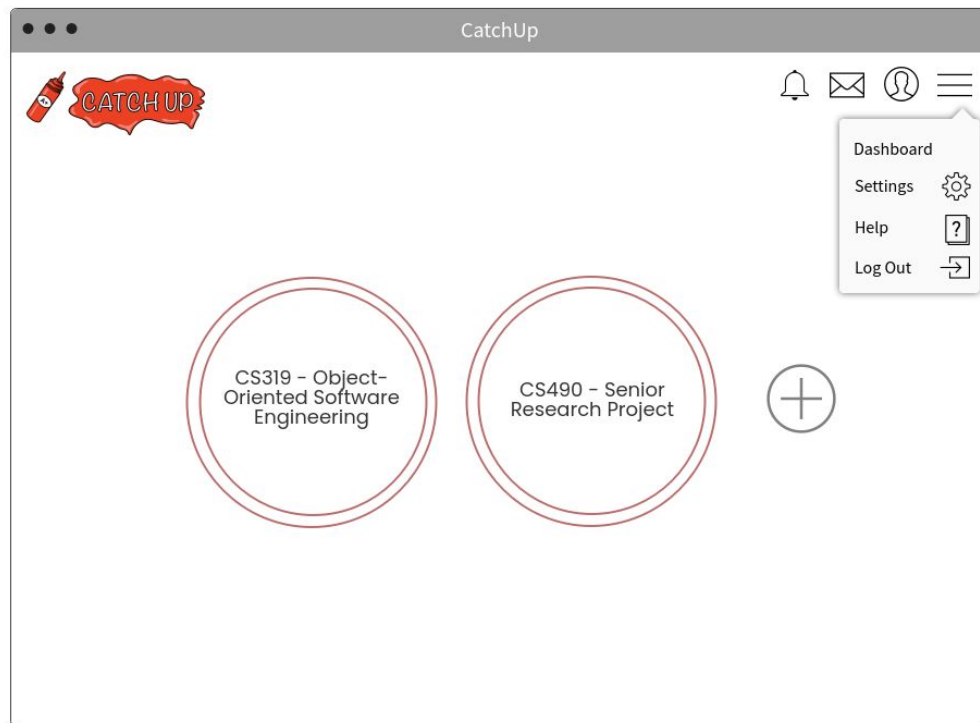 CatchUp
A+
CATCH UP
Dashboard
Settings
Help
?
Log Out
CS319 - Object-
Oriented Software
Engineering
CS490 - Senior
Research Project